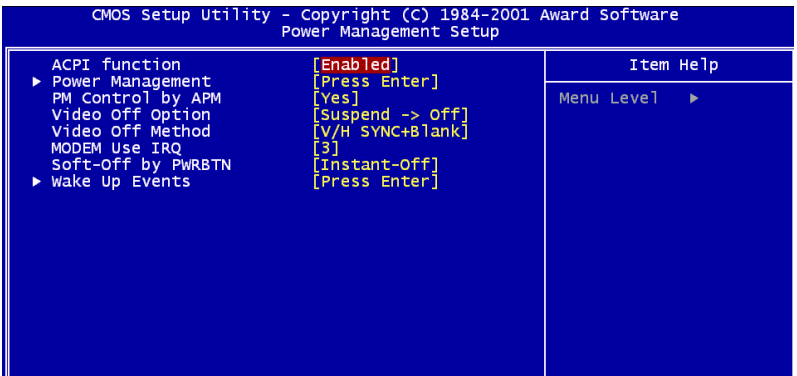 CMOS Setup Utility - Copyright (C) 1984-2001 Award Software
Power Management Setup
ACPI function [Enabled]
▶ Power Management [Press Enter]
PM Control by APM [Yes]
Video Off Option [Suspend -> Off]
Video Off Method [V/H SYNC+Blank]
MODEM Use IRQ [3]
Soft-Off by PWRBTN [Instant-Off]
▶ Wake Up Events [Press Enter]
Item Help
Menu Level ▶